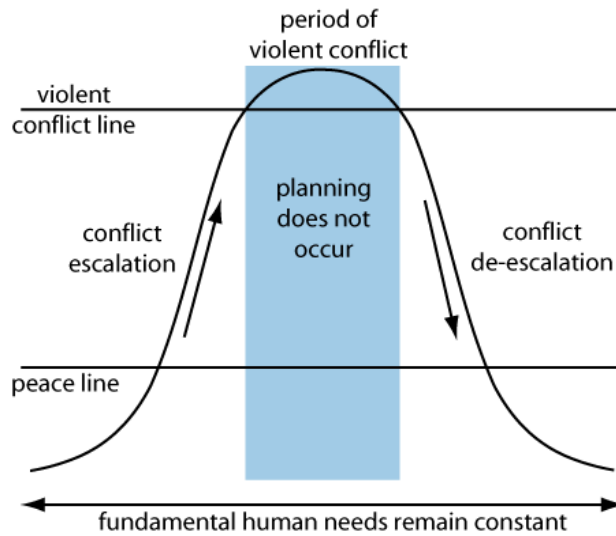 period of
violent conflict
violent
conflict line
planning
does not
occur
conflict
escalation
conflict
de-escalation
peace line
fundamental human needs remain constant